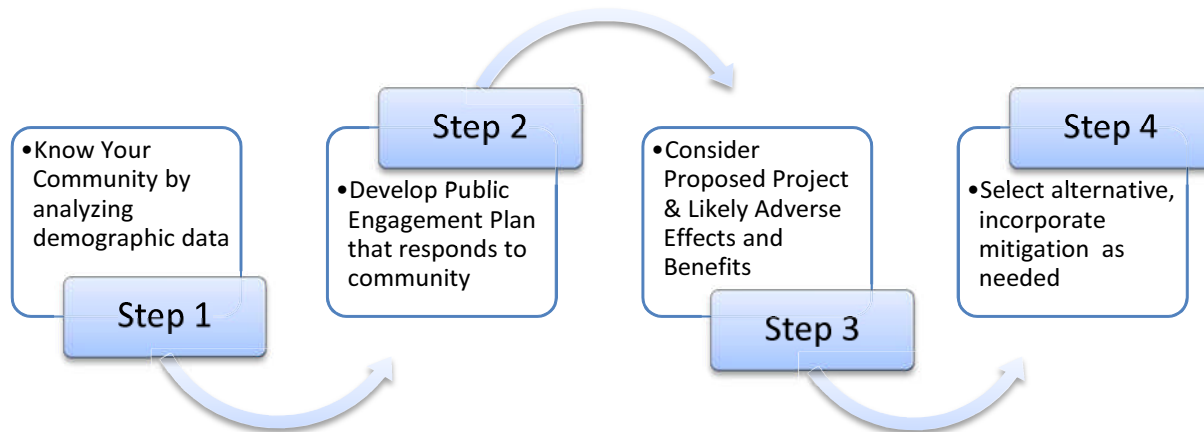 •Know Your
Community by
analyzing
demographic data
Step 1
Step 2
•Develop Public
Engagement Plan
that responds to
community
•Consider
Proposed Project
& Likely Adverse
Effects and
Benefits
Step 3
Step 4
•Select alternative,
incorporate
mitigation as
needed